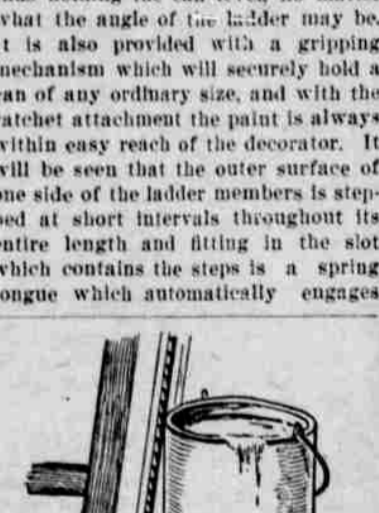 what the angle of the ladder may be.
It is also provided with a gripping
mechanism which will securely hold a
can of any ordinary size, and with the
ratchet attachment the paint is always
within easy reach of the decorator. It
will be seen that the outer surface of
one side of the ladder members is step-
ped at short intervals throughout its
entire length and fitting in the slot
which contains the steps is a spring
tongue which automatically engages